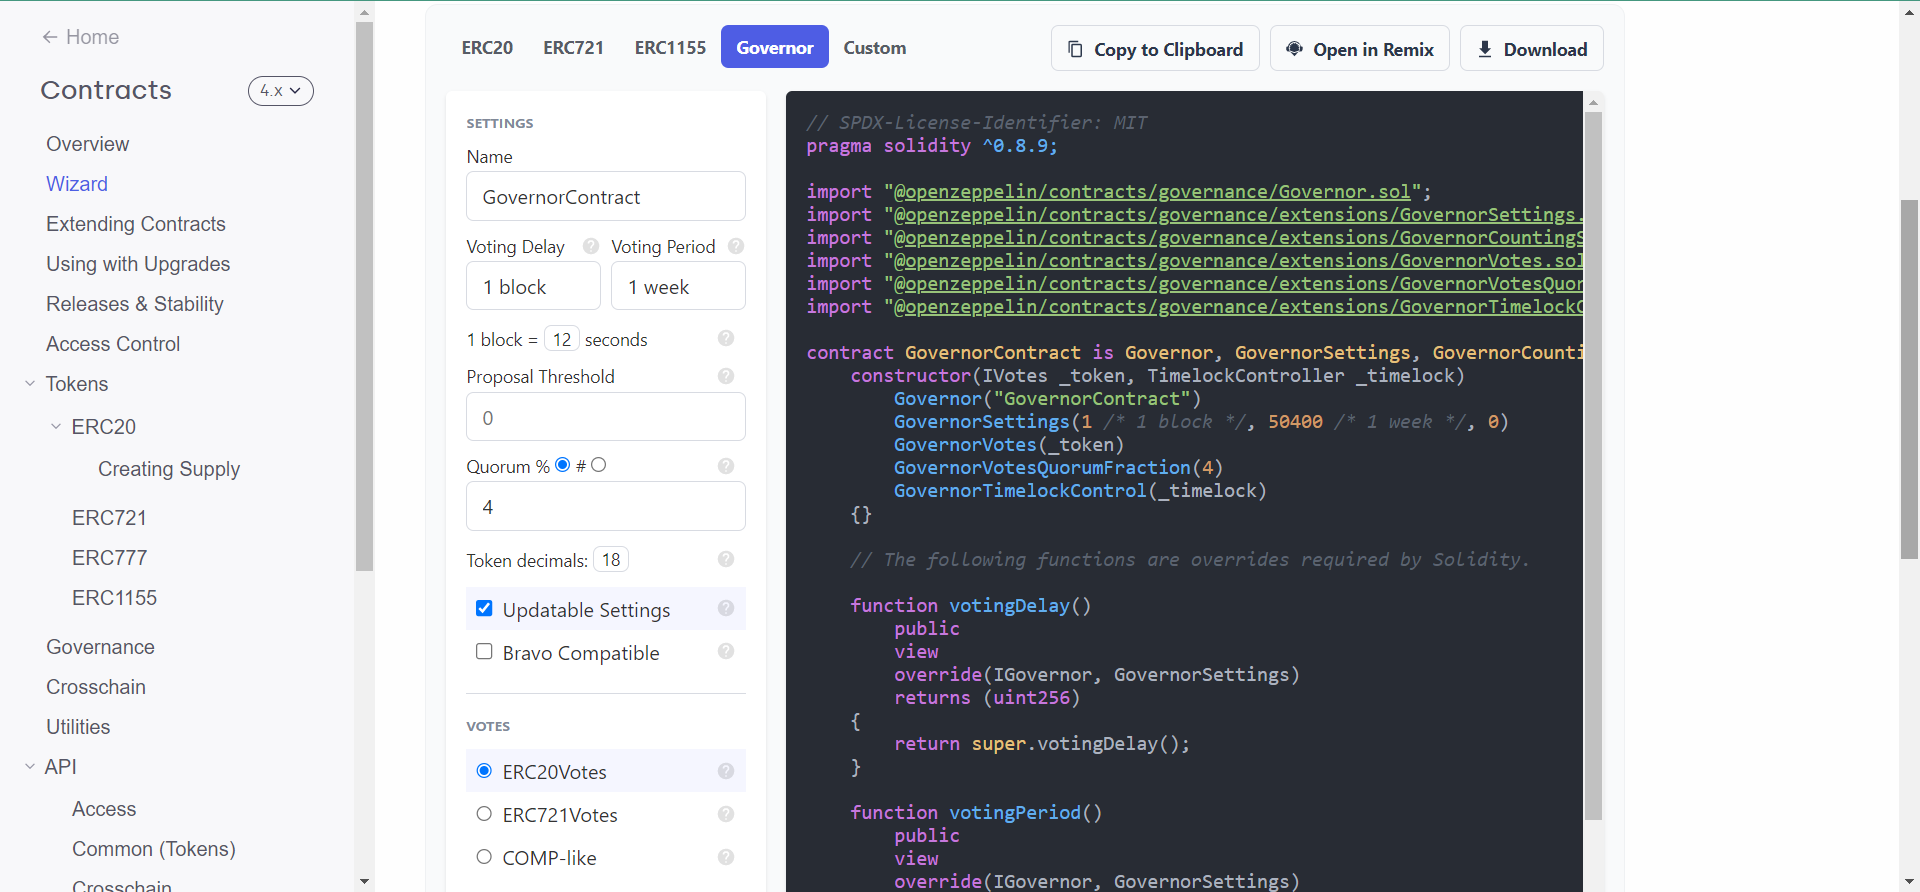 ← Home
Contracts
4.x
Overview
Wizard
Extending Contracts
Using with Upgrades
Releases & Stability
Access Control
Tokens
ERC20
Creating Supply
ERC721
ERC777
ERC1155
Governance
Crosschain
Utilities
API
Access
Common (Tokens)
Crosschain
ERC20 ERC721 ERC1155 Governor Custom
Copy to Clipboard Open in Remix Download
SETTINGS
Name
GovernorContract
Voting Delay ? Voting Period ?
1 block 1 week
1 block = 12 seconds ?
Proposal Threshold ?
0
Quorum % # ?
4
Token decimals: 18 ?
Updatable Settings ?
Bravo Compatible ?
VOTES
ERC20Votes ?
ERC721Votes ?
COMP-like ?
// SPDX-License-Identifier: MIT
pragma solidity ^0.8.9;
import "@openzeppelin/contracts/governance/Governor.sol";
import "@openzeppelin/contracts/governance/extensions/GovernorSettings.
import "@openzeppelin/contracts/governance/extensions/GovernorCountingS
import "@openzeppelin/contracts/governance/extensions/GovernorVotes.sol
import "@openzeppelin/contracts/governance/extensions/GovernorVotesQuor
import "@openzeppelin/contracts/governance/extensions/GovernorTimelockC
contract GovernorContract is Governor, GovernorSettings, GovernorCounti
constructor(IVotes _token, TimelockController _timelock)
Governor("GovernorContract")
GovernorSettings(1 /* 1 block */, 50400 /* 1 week */, 0)
GovernorVotes(_token)
GovernorVotesQuorumFraction(4)
GovernorTimelockControl(_timelock)
{}
// The following functions are overrides required by Solidity.
function votingDelay()
public
view
override(IGovernor, GovernorSettings)
returns (uint256)
{
return super.votingDelay();
}
function votingPeriod()
public
view
override(IGovernor, GovernorSettings)